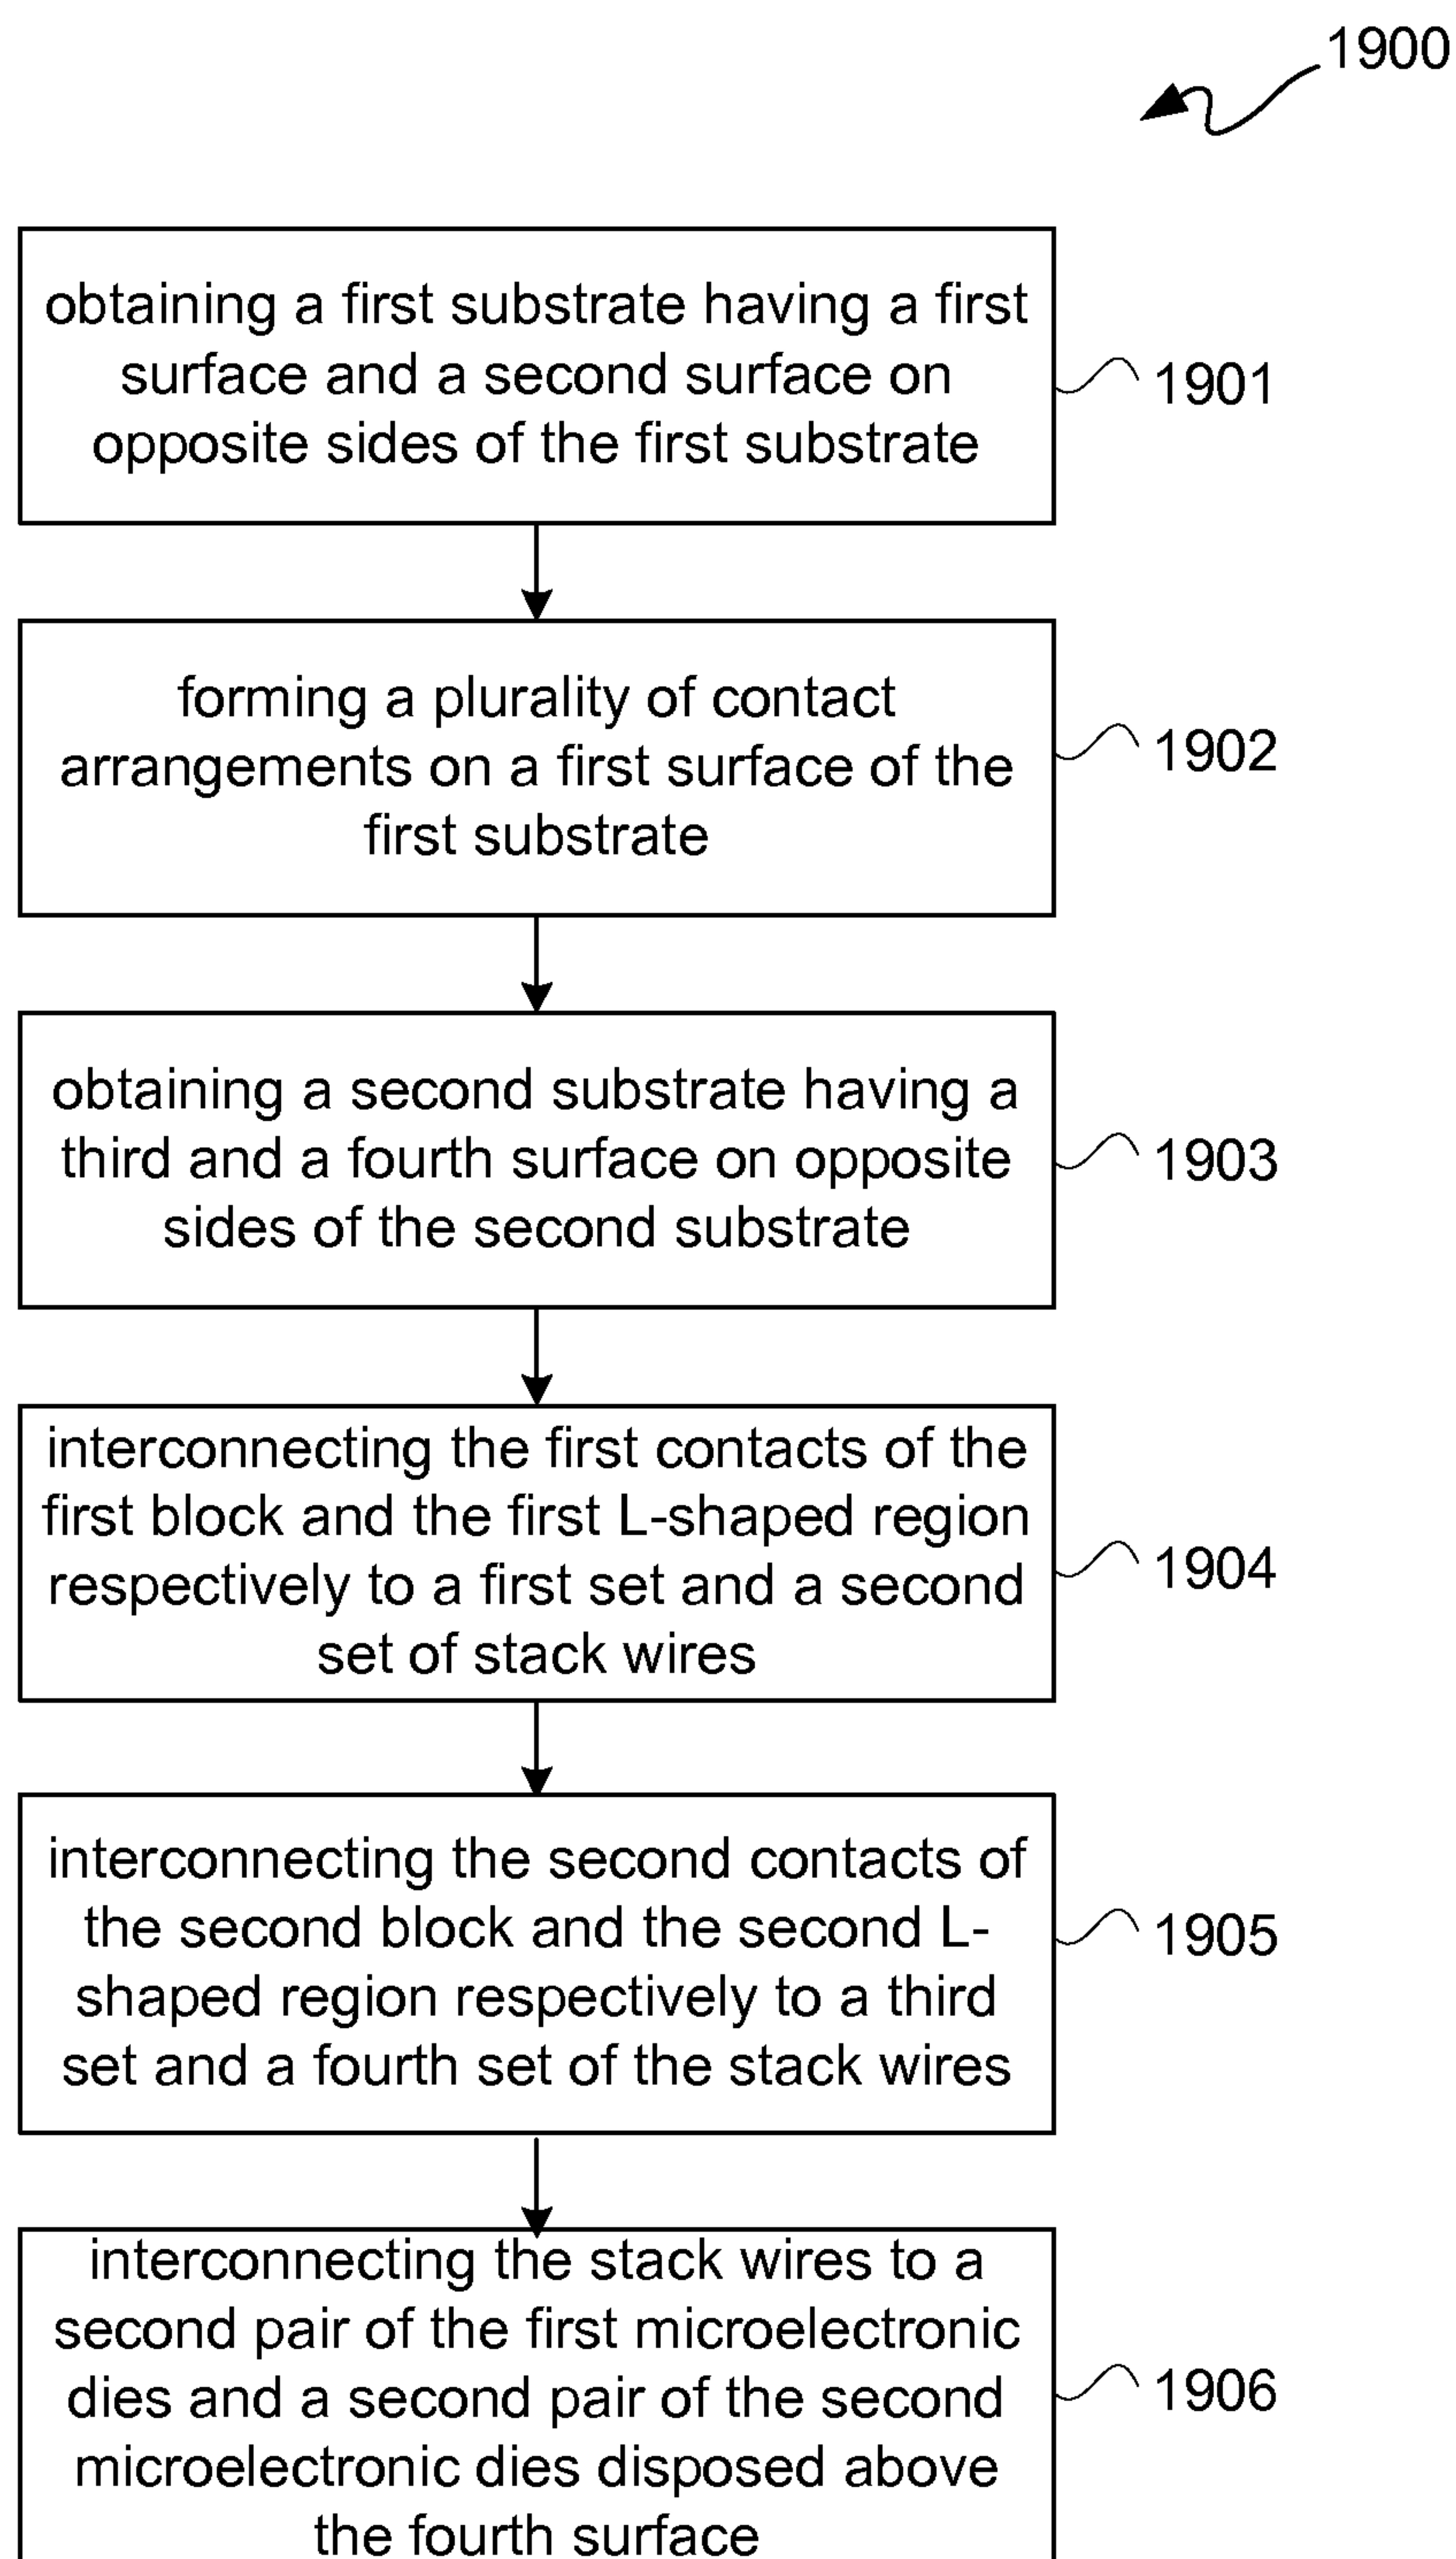 1900
obtaining a first substrate having a first
surface and a second surface on
opposite sides of the first substrate
1901
forming a plurality of contact
arrangements on a first surface of the
first substrate
1902
obtaining a second substrate having a
third and a fourth surface on opposite
sides of the second substrate
1903
interconnecting the first contacts of the
first block and the first L-shaped region
respectively to a first set and a second
set of stack wires
1904
interconnecting the second contacts of
the second block and the second L-
shaped region respectively to a third
set and a fourth set of the stack wires
1905
interconnecting the stack wires to a
second pair of the first microelectronic
dies and a second pair of the second
microelectronic dies disposed above
the fourth surface
1906